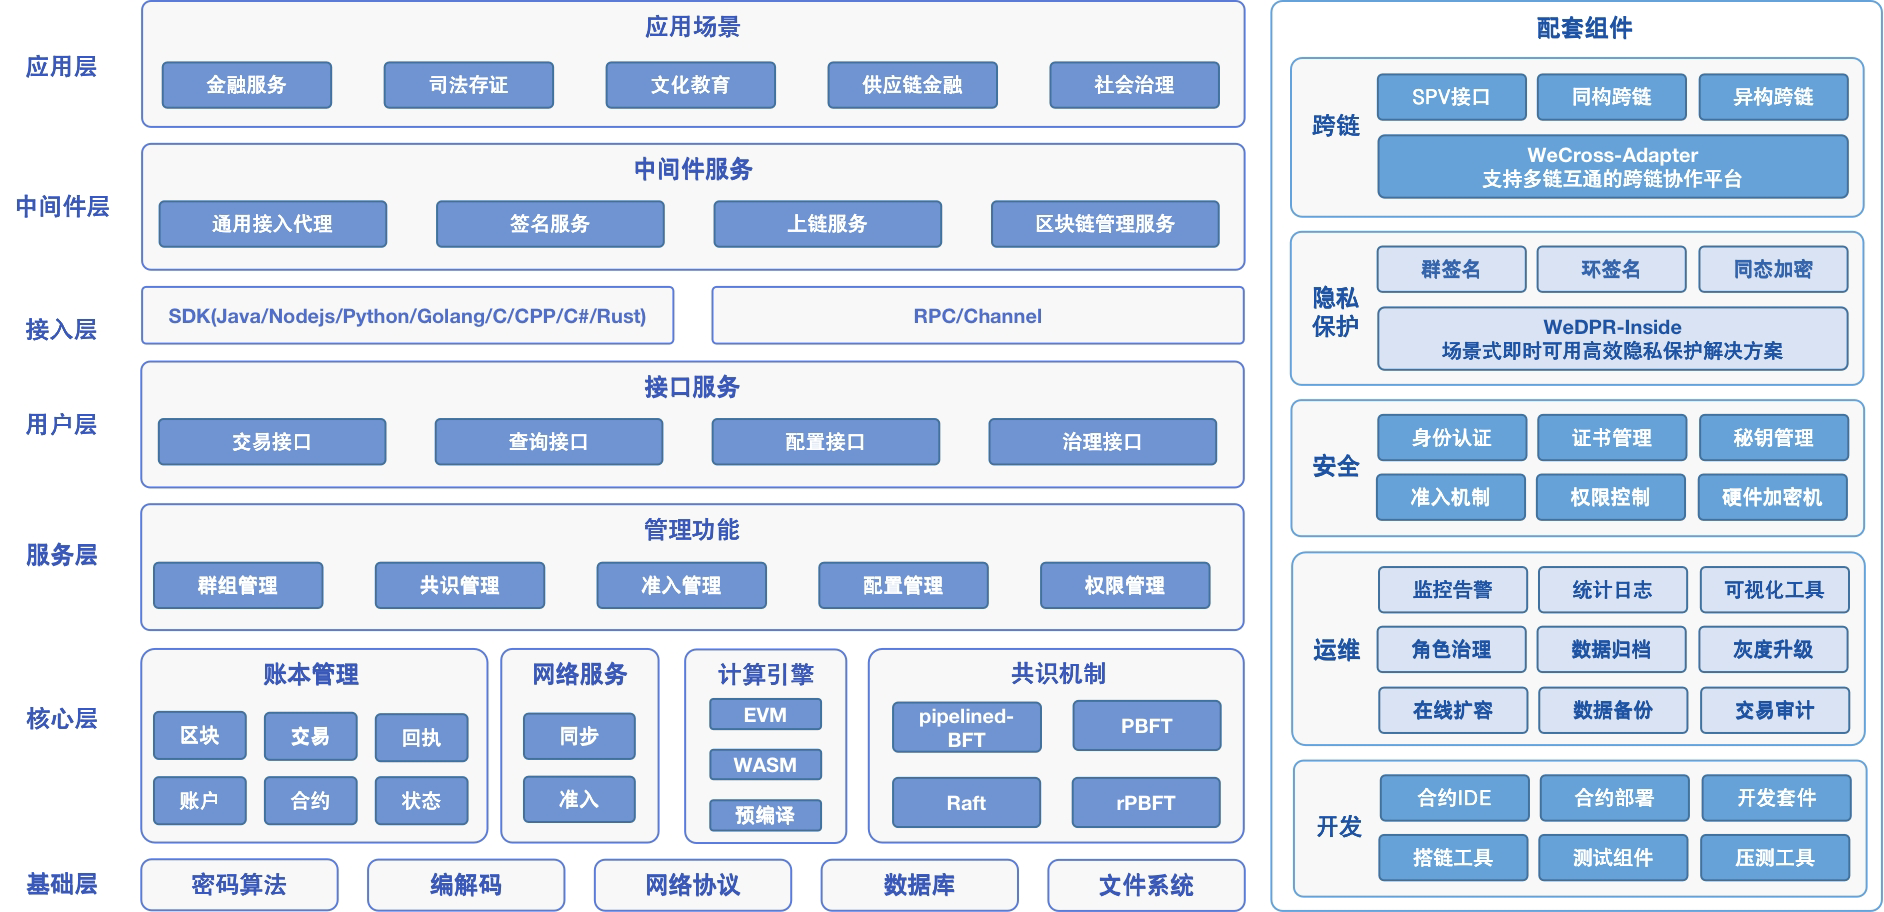 应用层
应用场景
金融服务
司法存证
文化教育
供应链金融
社会治理
中间件层
中间件服务
通用接入代理
签名服务
上链服务
区块链管理服务
接入层
SDK(Java/Nodejs/Python/Golang/C/CPP/C#/Rust)
RPC/Channel
用户层
接口服务
交易接口
查询接口
配置接口
治理接口
服务层
管理功能
群组管理
共识管理
准入管理
配置管理
权限管理
核心层
账本管理
区块
交易
回执
账户
合约
状态
网络服务
同步
准入
计算引擎
EVM
WASM
预编译
共识机制
pipelined-
BFT
PBFT
Raft
rPBFT
基础层
密码算法
编解码
网络协议
数据库
文件系统
配套组件
跨链
SPV接口
同构跨链
异构跨链
WeCross-Adapter
支持多链互通的跨链协作平台
隐私
保护
群签名
环签名
同态加密
WeDPR-Inside
场景式即时可用高效隐私保护解决方案
安全
身份认证
证书管理
秘钥管理
准入机制
权限控制
硬件加密机
运维
监控告警
统计日志
可视化工具
角色治理
数据归档
灰度升级
在线扩容
数据备份
交易审计
开发
合约IDE
合约部署
开发套件
搭链工具
测试组件
压测工具